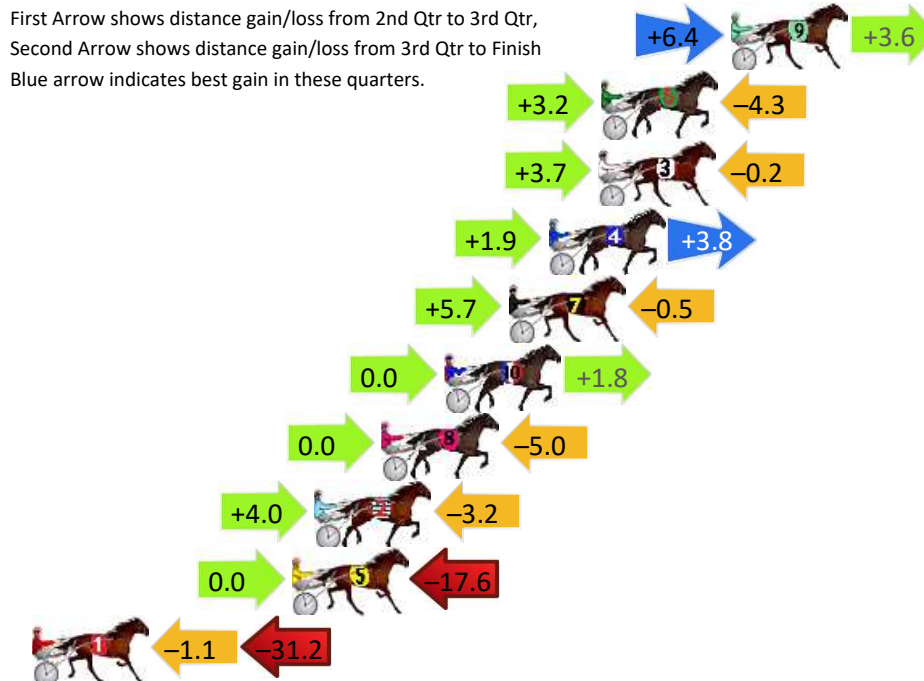 First Arrow shows distance gain/loss from 2nd Qtr to 3rd Qtr,
Second Arrow shows distance gain/loss from 3rd Qtr to Finish
Blue arrow indicates best gain in these quarters.
+6.4 9 +3.6
+3.2 6 –4.3
+3.7 3 –0.2
+1.9 4 +3.8
+5.7 7 –0.5
0.0 10 +1.8
0.0 8 –5.0
+4.0 2 –3.2
0.0 5 –17.6
1 –1.1 –31.2